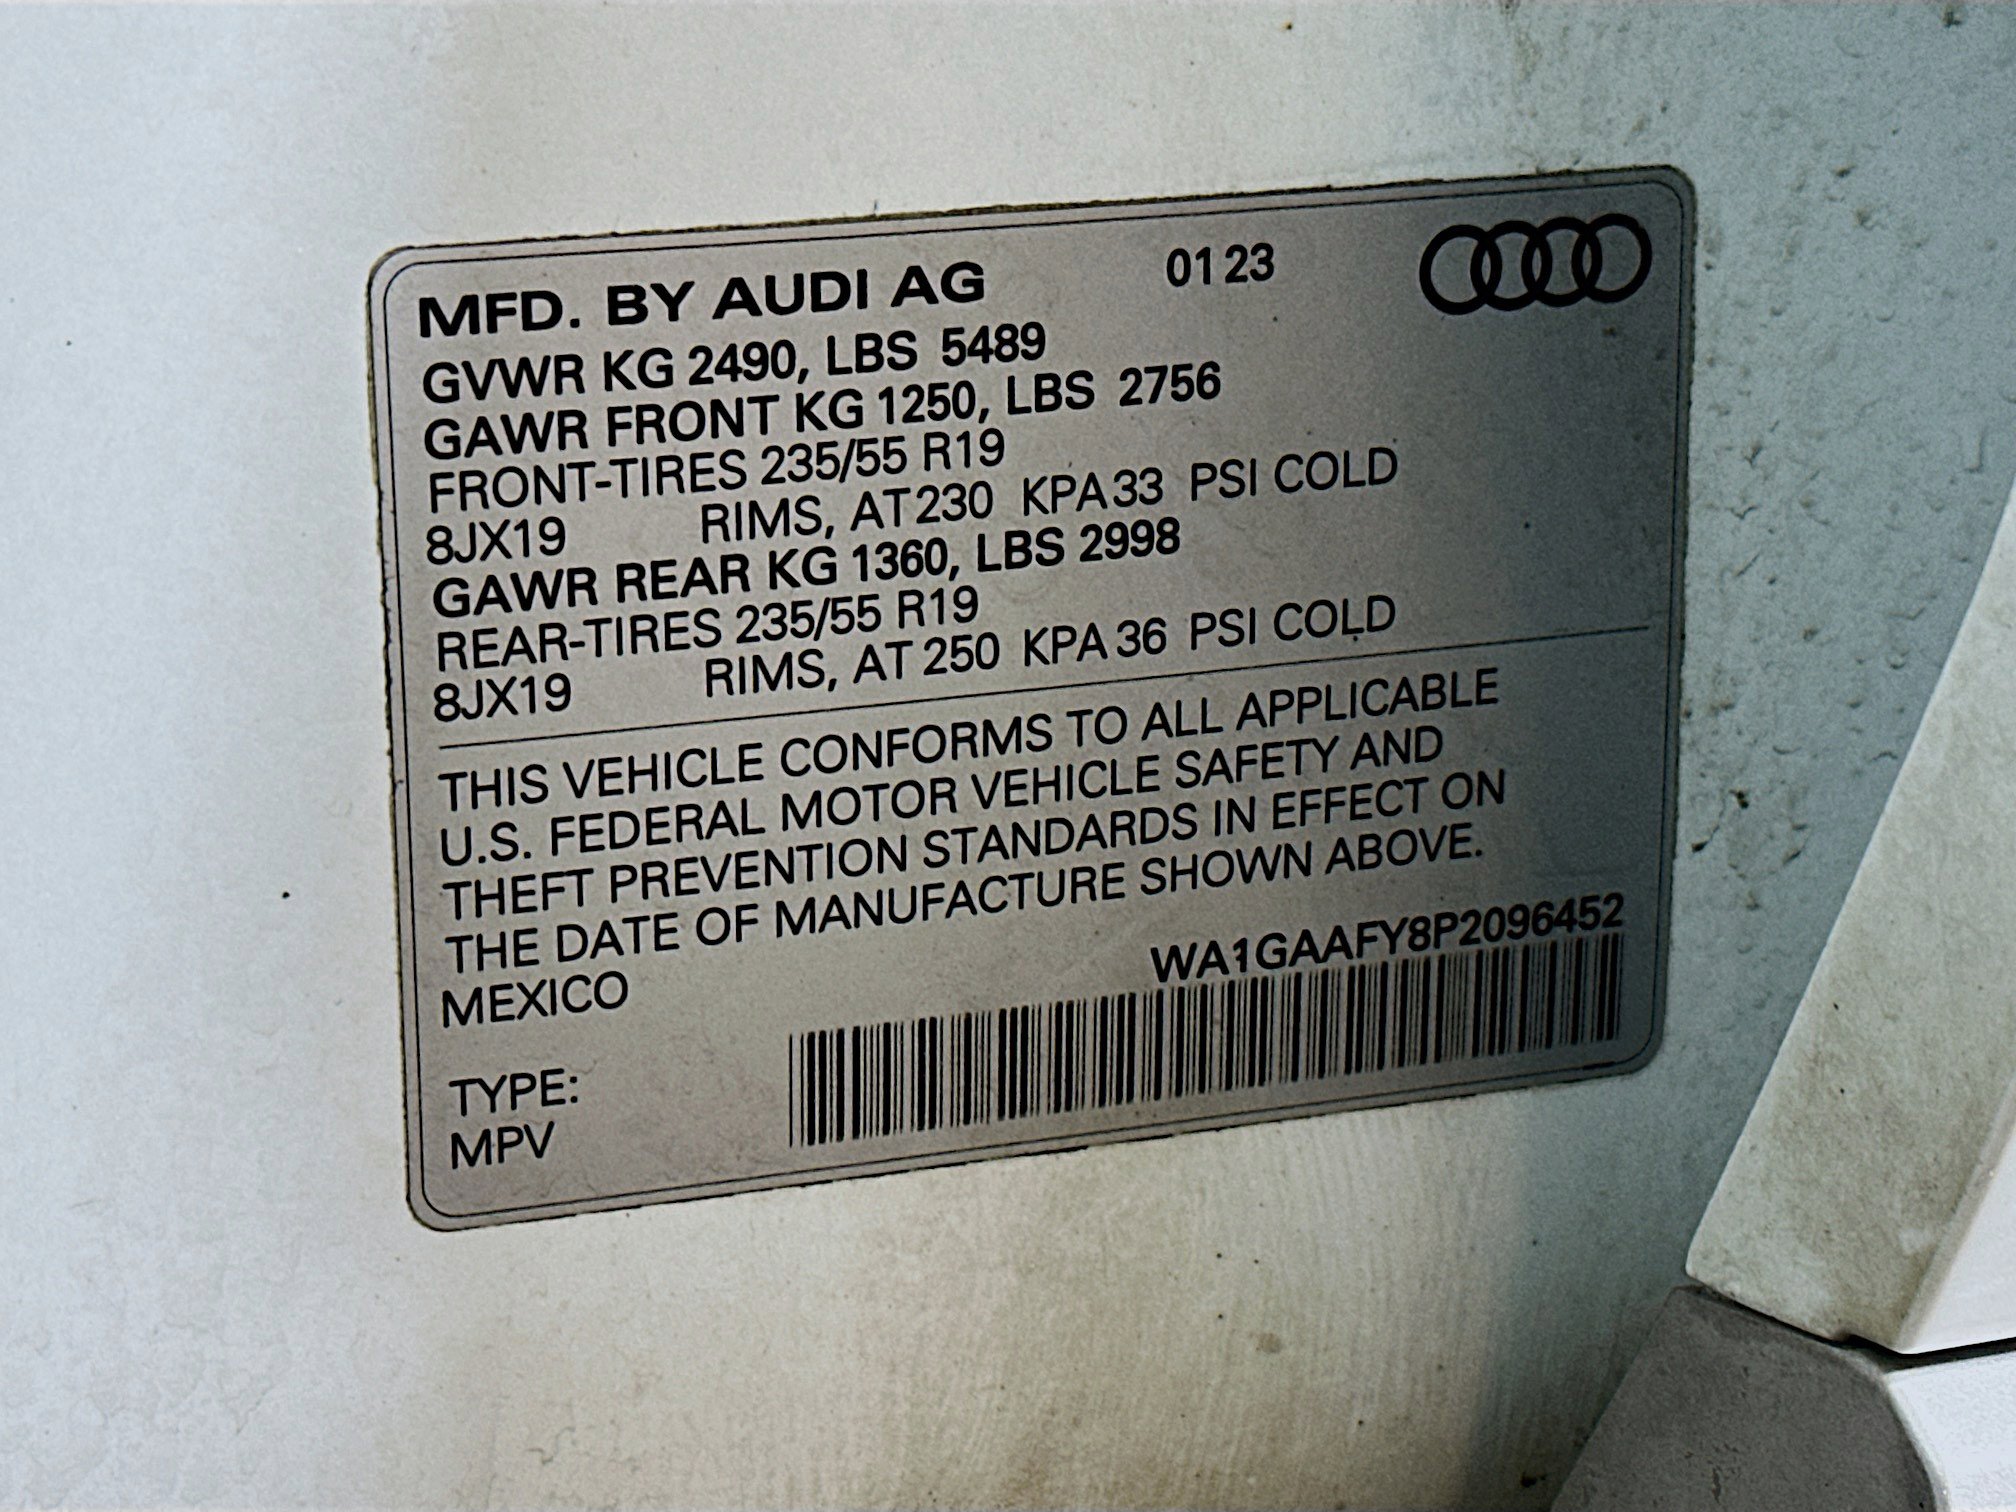 MFD. BY AUDI AG 0123
GVWR KG 2490, LBS 5489
GAWR FRONT KG 1250, LBS 2756
FRONT-TIRES 235/55 R19
8JX19 RIMS, AT 230 KPA 33 PSI COLD
GAWR REAR KG 1360, LBS 2998
REAR-TIRES 235/55 R19
8JX19 RIMS, AT 250 KPA 36 PSI COLD
THIS VEHICLE CONFORMS TO ALL APPLICABLE
U.S. FEDERAL MOTOR VEHICLE SAFETY AND
THEFT PREVENTION STANDARDS IN EFFECT ON
THE DATE OF MANUFACTURE SHOWN ABOVE.
MEXICO WA1GAAFY8P2096452
TYPE:
MPV